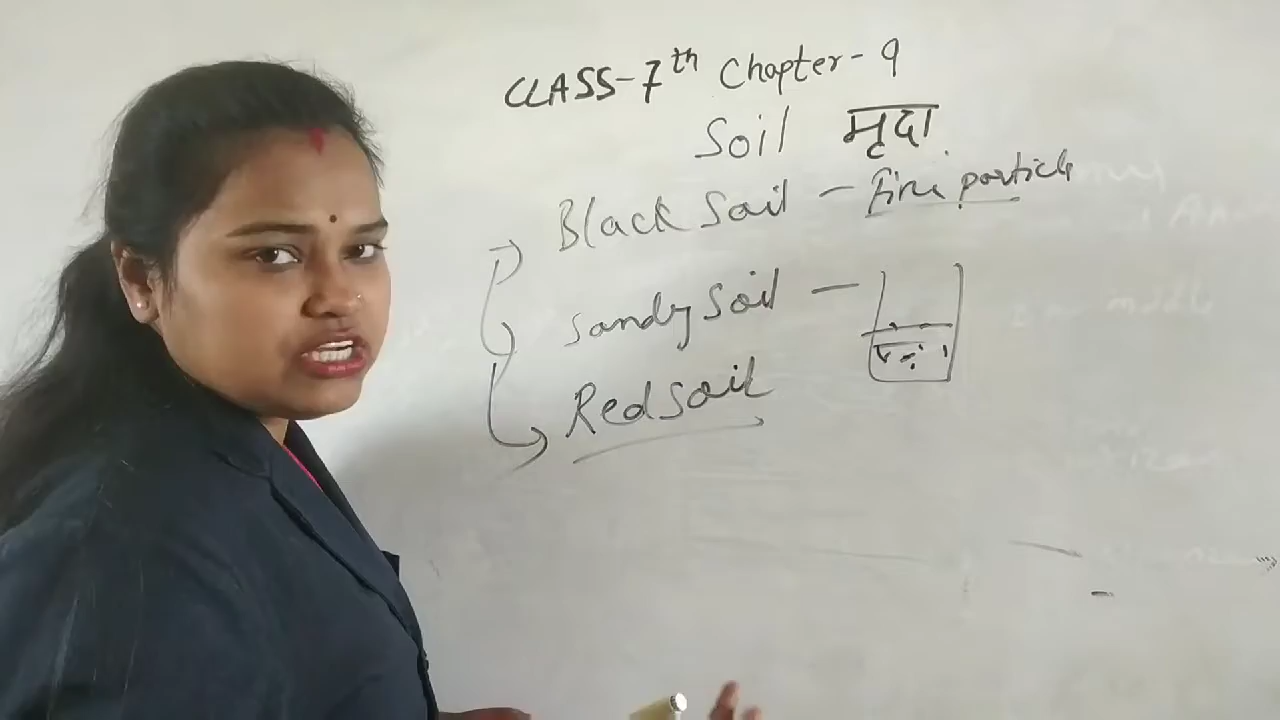 CLASS-7th Chapter-9
Soil मृदा
Black Soil - fine particle
Sandy Soil -
Red Soil